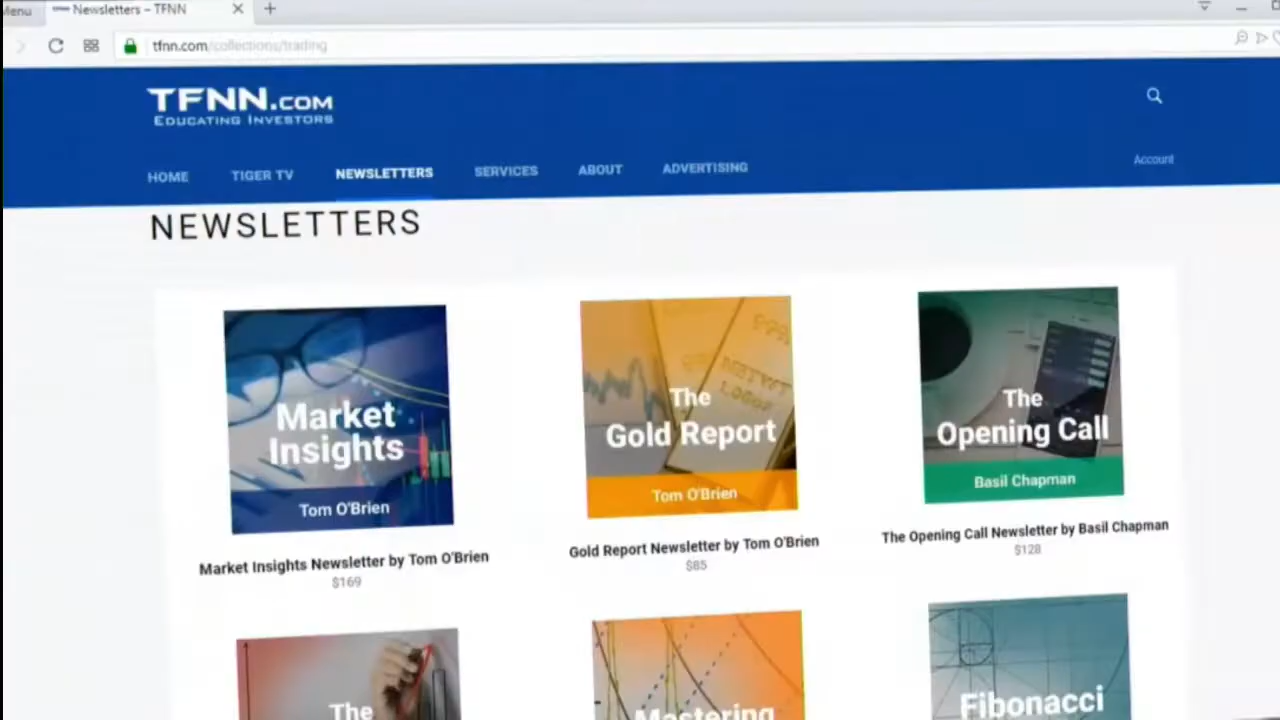 Menu
Newsletters – TFNN
tfnn.com/collections/trading
TFNN.COM
EDUCATING INVESTORS
HOME TIGER TV NEWSLETTERS SERVICES ABOUT ADVERTISING
Account
NEWSLETTERS
Market
Insights
Tom O'Brien
Market Insights Newsletter by Tom O'Brien
$169
The
Gold Report
Tom O'Brien
Gold Report Newsletter by Tom O'Brien
$85
The
Opening Call
Basil Chapman
The Opening Call Newsletter by Basil Chapman
$128
The
Mastering
Fibonacci